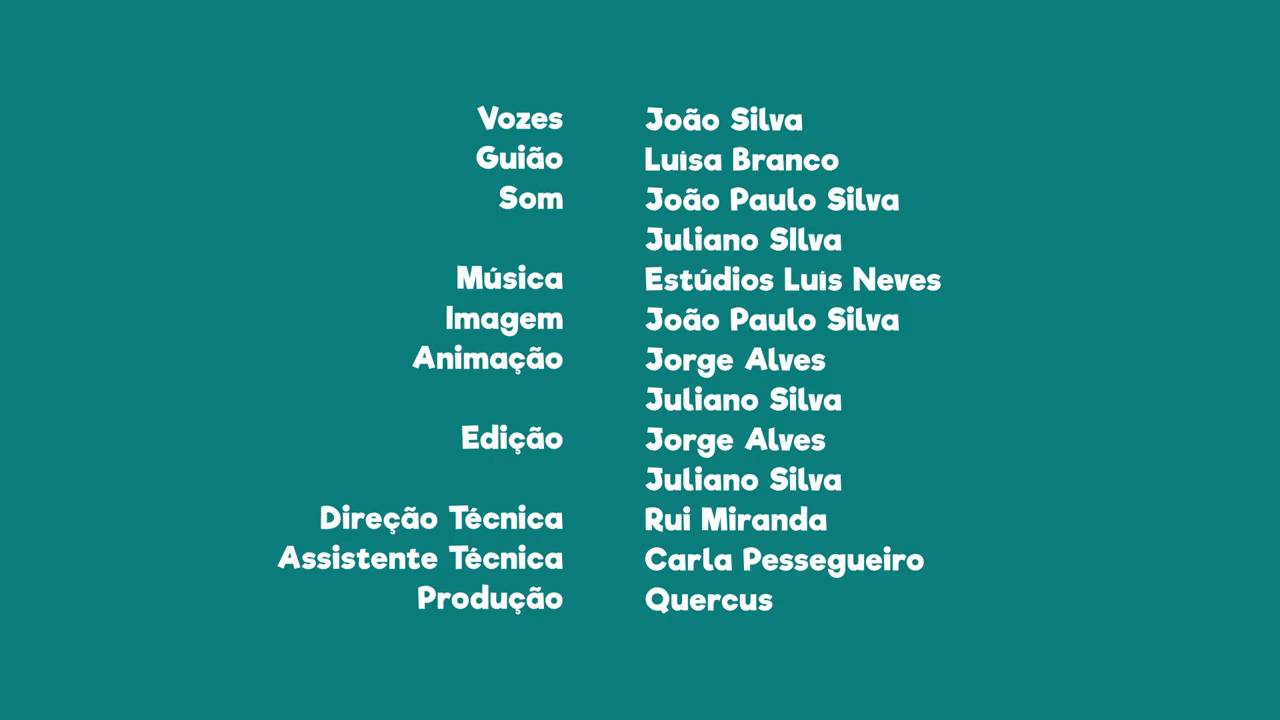 Vozes João Silva
Guião Luísa Branco
Som João Paulo Silva
Juliano SIlva
Música Estúdios Luís Neves
Imagem João Paulo Silva
Animação Jorge Alves
Juliano Silva
Edição Jorge Alves
Juliano Silva
Direção Técnica Rui Miranda
Assistente Técnica Carla Pessegueiro
Produção Quercus